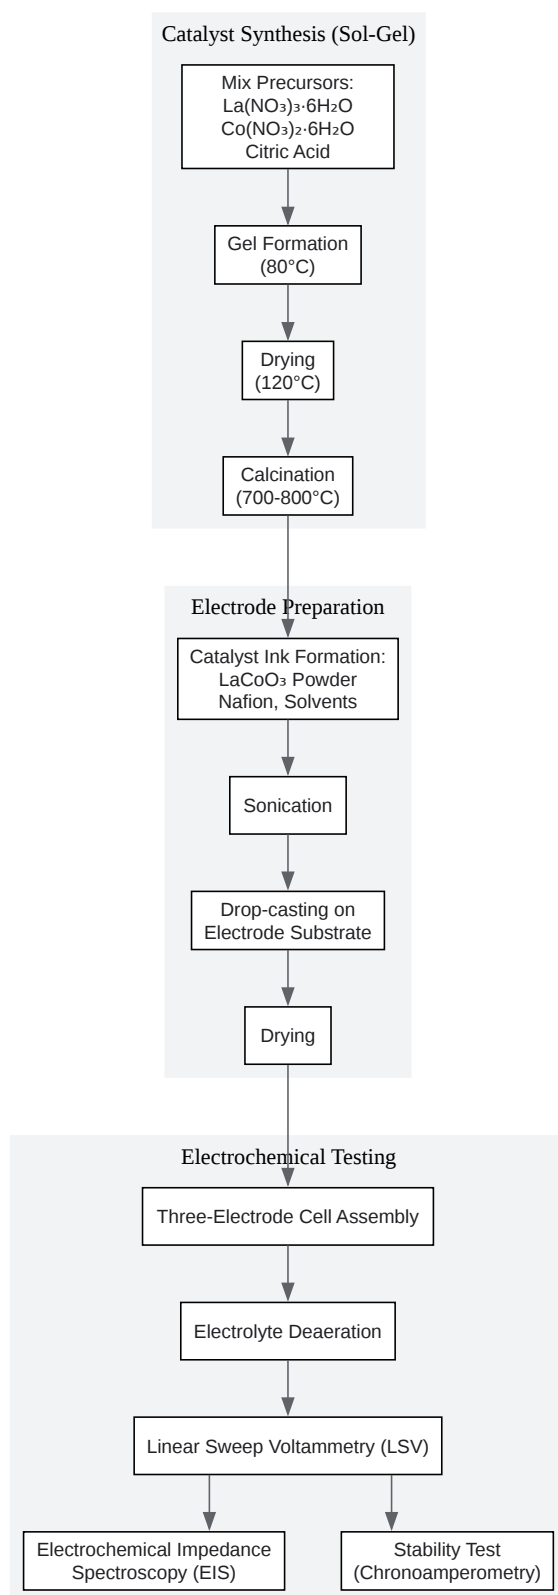 Catalyst Synthesis (Sol-Gel)
Mix Precursors:
La(NO₃)₃·6H₂O
Co(NO₃)₂·6H₂O
Citric Acid
Gel Formation
(80°C)
Drying
(120°C)
Calcination
(700-800°C)
Electrode Preparation
Catalyst Ink Formation:
LaCoO₃ Powder
Nafion, Solvents
Sonication
Drop-casting on
Electrode Substrate
Drying
Electrochemical Testing
Three-Electrode Cell Assembly
Electrolyte Deaeration
Linear Sweep Voltammetry (LSV)
Electrochemical Impedance
Spectroscopy (EIS)
Stability Test
(Chronoamperometry)